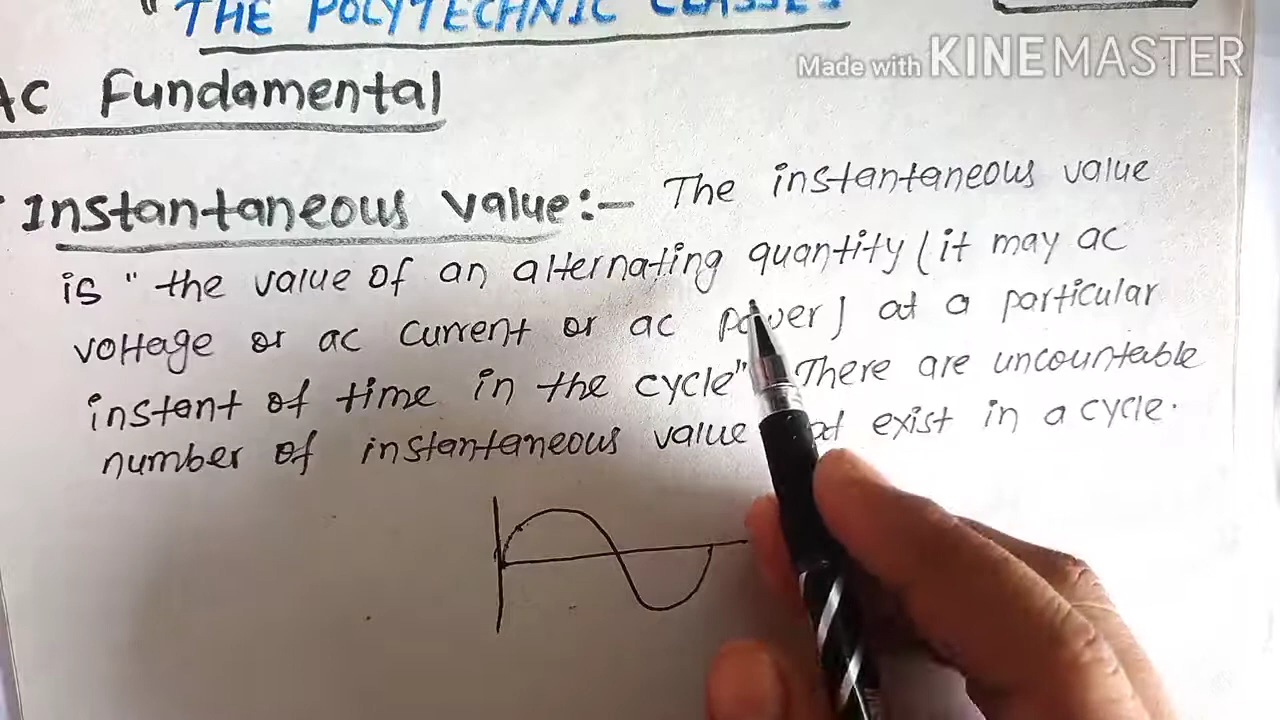 "THE POLYTECHNIC CLASSE
Made with KINEMASTER
AC Fundamental
Instantaneous value:- The instantaneous value
is " the value of an alternating quantity (it may ac
voltage or ac current or ac power) at a particular
instant of time in the cycle" There are uncountable
number of instantaneous value exist in a cycle.